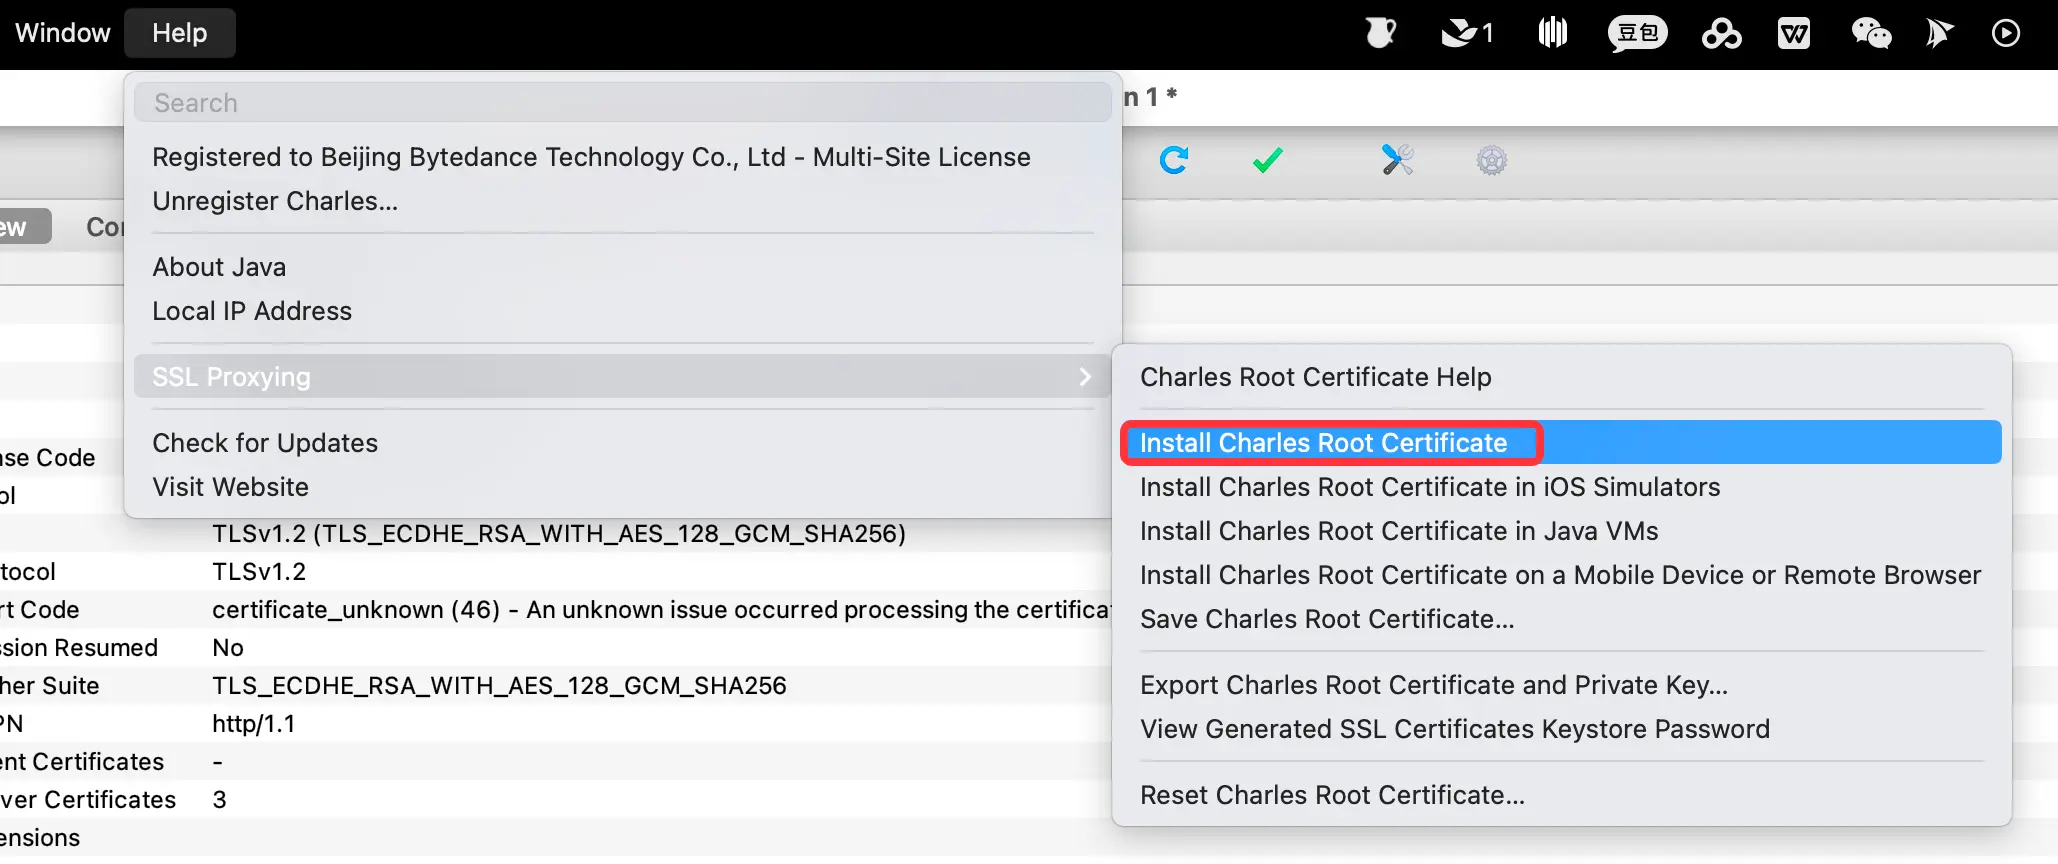 Window Help
1
豆包
Search
n 1 *
Registered to Beijing Bytedance Technology Co., Ltd - Multi-Site License
Unregister Charles...
ew
Cor
About Java
Local IP Address
SSL Proxying
Check for Updates
Visit Website
Charles Root Certificate Help
Install Charles Root Certificate
Install Charles Root Certificate in iOS Simulators
Install Charles Root Certificate in Java VMs
Install Charles Root Certificate on a Mobile Device or Remote Browser
Save Charles Root Certificate...
Export Charles Root Certificate and Private Key...
View Generated SSL Certificates Keystore Password
Reset Charles Root Certificate...
nse Code
ol
TLSv1.2 (TLS_ECDHE_RSA_WITH_AES_128_GCM_SHA256)
tocol TLSv1.2
rt Code certificate_unknown (46) - An unknown issue occurred processing the certifica
ssion Resumed No
her Suite TLS_ECDHE_RSA_WITH_AES_128_GCM_SHA256
PN http/1.1
ent Certificates -
ver Certificates 3
ensions